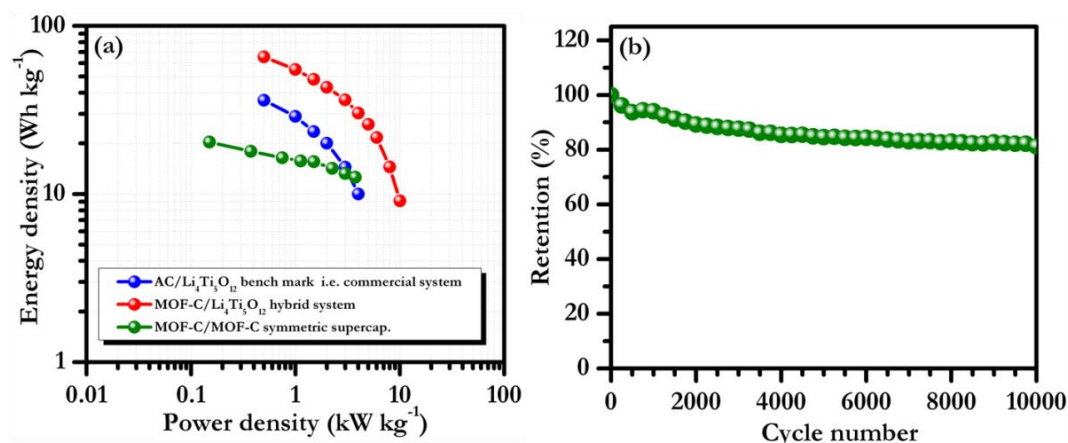 (a)
Energy density (Wh kg⁻¹)
100
10
1
AC/Li₄Ti₅O₁₂ bench mark i.e. commercial system
MOF-C/Li₄Ti₅O₁₂ hybrid system
MOF-C/MOF-C symmetric supercap.
0.01 0.1 1 10 100
Power density (kW kg⁻¹)
(b)
Retention (%)
120
100
80
60
40
20
0
0 2000 4000 6000 8000 10000
Cycle number